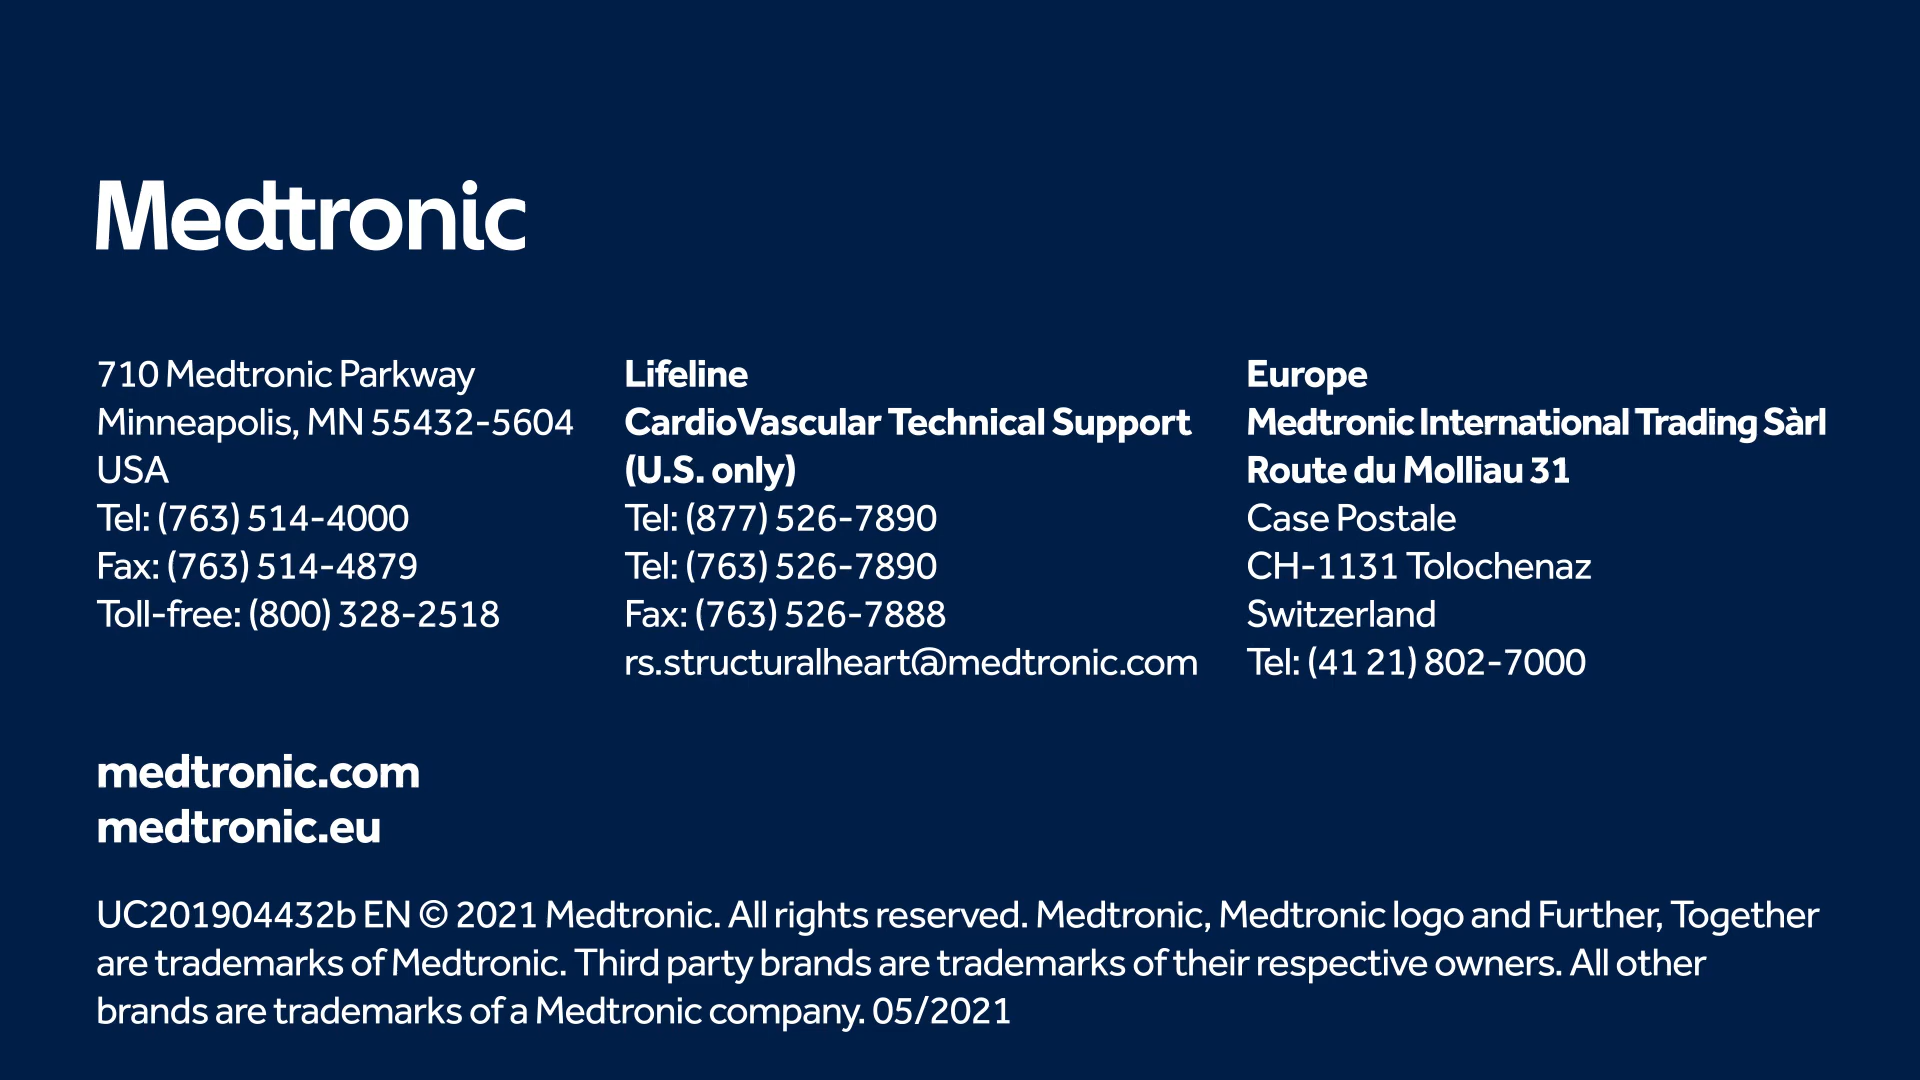 Medtronic
710 Medtronic Parkway
Minneapolis, MN 55432-5604
USA
Tel: (763) 514-4000
Fax: (763) 514-4879
Toll-free: (800) 328-2518
Lifeline
CardioVascular Technical Support
(U.S. only)
Tel: (877) 526-7890
Tel: (763) 526-7890
Fax: (763) 526-7888
rs.structuralheart@medtronic.com
Europe
Medtronic International Trading Sàrl
Route du Molliau 31
Case Postale
CH-1131 Tolochenaz
Switzerland
Tel: (41 21) 802-7000
medtronic.com
medtronic.eu
UC201904432b EN © 2021 Medtronic. All rights reserved. Medtronic, Medtronic logo and Further, Together
are trademarks of Medtronic. Third party brands are trademarks of their respective owners. All other
brands are trademarks of a Medtronic company. 05/2021